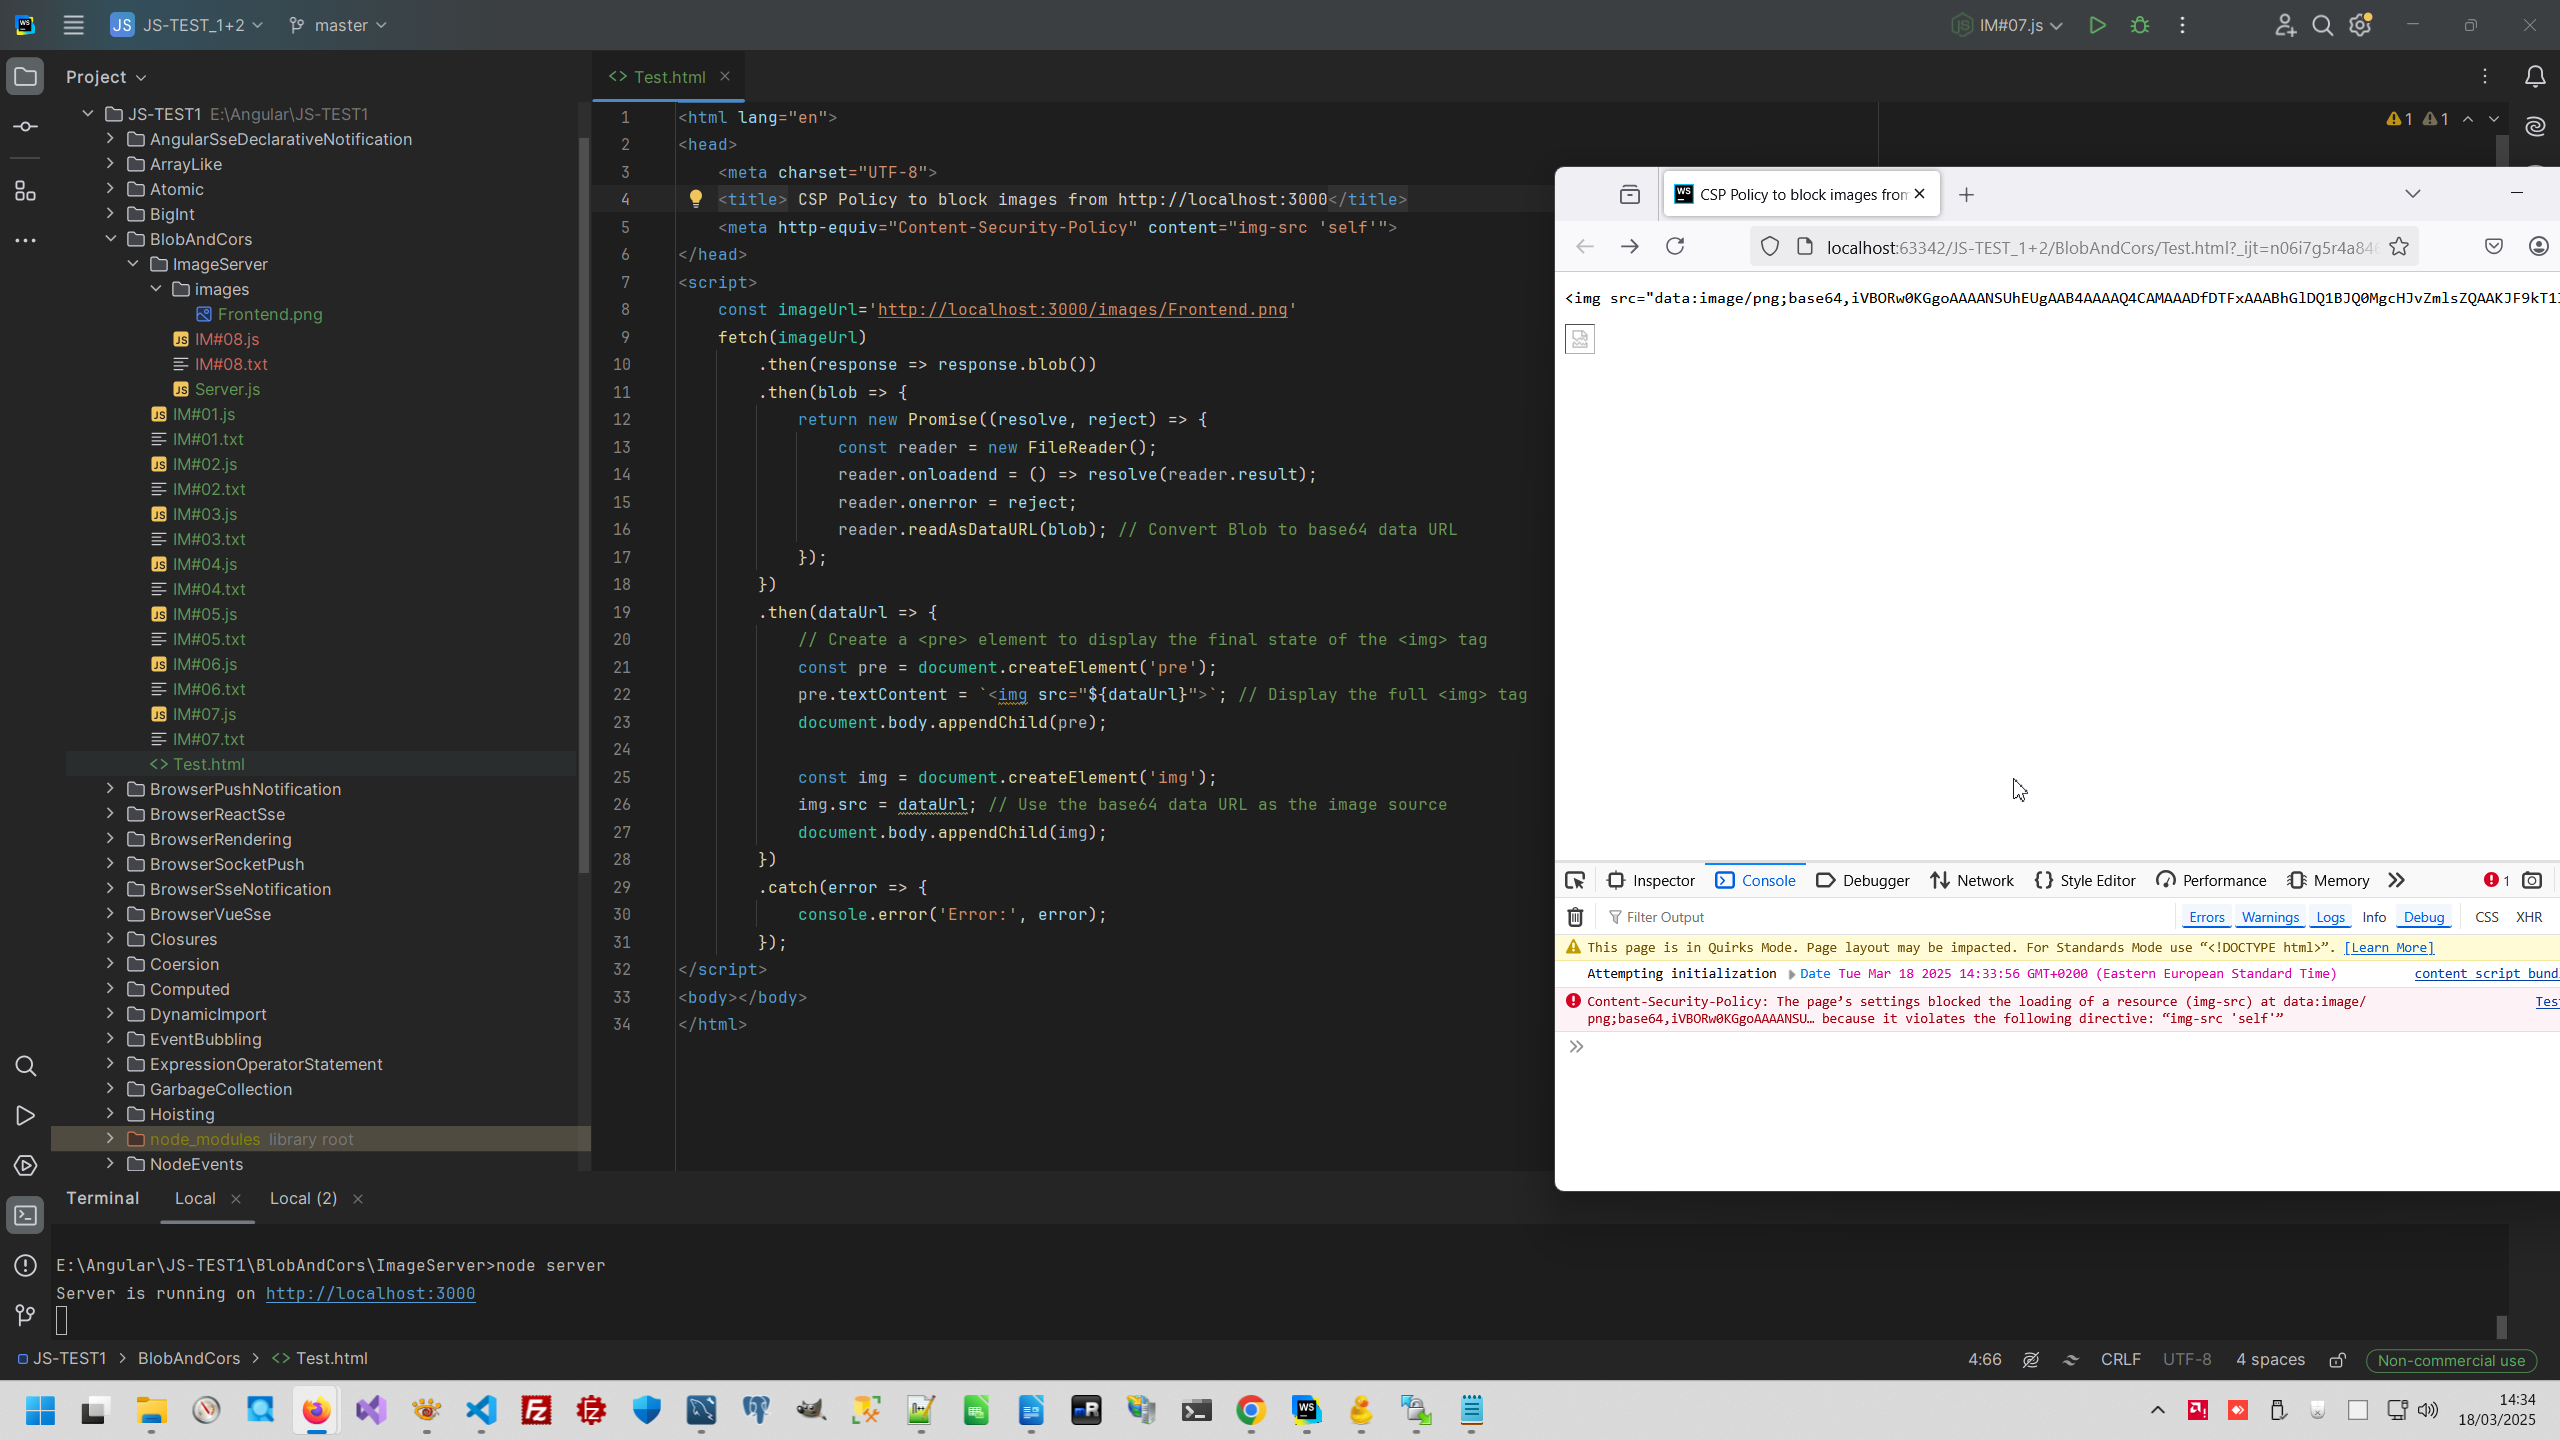 JS JS-TEST_1+2 master IM#07.js
Project
JS-TEST1 E:\Angular\JS-TEST1
AngularSseDeclarativeNotification
ArrayLike
Atomic
BigInt
BlobAndCors
ImageServer
images
Frontend.png
IM#08.js
IM#08.txt
Server.js
IM#01.js
IM#01.txt
IM#02.js
IM#02.txt
IM#03.js
IM#03.txt
IM#04.js
IM#04.txt
IM#05.js
IM#05.txt
IM#06.js
IM#06.txt
IM#07.js
IM#07.txt
Test.html
BrowserPushNotification
BrowserReactSse
BrowserRendering
BrowserSocketPush
BrowserSseNotification
BrowserVueSse
Closures
Coersion
Computed
DynamicImport
EventBubbling
ExpressionOperatorStatement
GarbageCollection
Hoisting
node_modules library root
NodeEvents
Test.html
1 <html lang="en">
2 <head>
3 <meta charset="UTF-8">
4 <title> CSP Policy to block images from http://localhost:3000</title>
5 <meta http-equiv="Content-Security-Policy" content="img-src 'self'">
6 </head>
7 <script>
8 const imageUrl='http://localhost:3000/images/Frontend.png'
9 fetch(imageUrl)
10 .then(response => response.blob())
11 .then(blob => {
12 return new Promise((resolve, reject) => {
13 const reader = new FileReader();
14 reader.onloadend = () => resolve(reader.result);
15 reader.onerror = reject;
16 reader.readAsDataURL(blob); // Convert Blob to base64 data URL
17 });
18 })
19 .then(dataUrl => {
20 // Create a <pre> element to display the final state of the <img> tag
21 const pre = document.createElement('pre');
22 pre.textContent = `<img src="${dataUrl}">`; // Display the full <img> tag
23 document.body.appendChild(pre);
24
25 const img = document.createElement('img');
26 img.src = dataUrl; // Use the base64 data URL as the image source
27 document.body.appendChild(img);
28 })
29 .catch(error => {
30 console.error('Error:', error);
31 });
32 </script>
33 <body></body>
34 </html>
1 1
CSP Policy to block images from
localhost:63342/JS-TEST_1+2/BlobAndCors/Test.html?_ijt=n06i7g5r4a846
<img src="data:image/png;base64,iVBORw0KGgoAAAANSUhEUgAAB4AAAAQ4CAMAAADfDTFxAAABhGlDQ1BJQ0MgcHJvZmlsZQAAKJF9kT1
Inspector Console Debugger Network Style Editor Performance Memory 1
Filter Output Errors Warnings Logs Info Debug CSS XHR
This page is in Quirks Mode. Page layout may be impacted. For Standards Mode use “<!DOCTYPE html>”. [Learn More]
Attempting initialization Date Tue Mar 18 2025 14:33:56 GMT+0200 (Eastern European Standard Time) content_script_bund
Content-Security-Policy: The page’s settings blocked the loading of a resource (img-src) at data:image/ Tes
png;base64,iVBORw0KGgoAAAANSU… because it violates the following directive: “img-src 'self'”
Terminal Local Local (2)
E:\Angular\JS-TEST1\BlobAndCors\ImageServer>node server
Server is running on http://localhost:3000
JS-TEST1 BlobAndCors Test.html 4:66 CRLF UTF-8 4 spaces Non-commercial use
14:34
18/03/2025